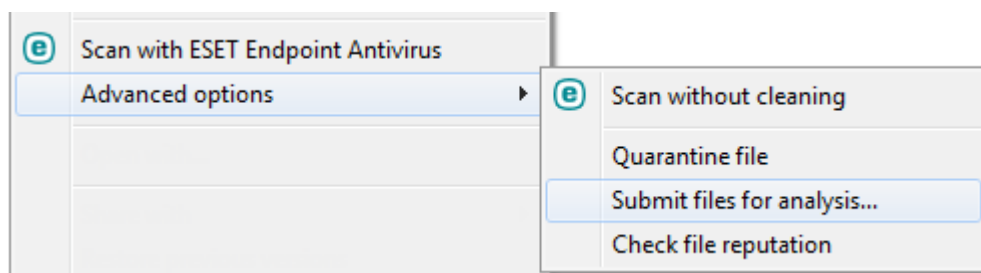 Scan with ESET Endpoint Antivirus
Advanced options
Scan without cleaning
Quarantine file
Submit files for analysis...
Check file reputation